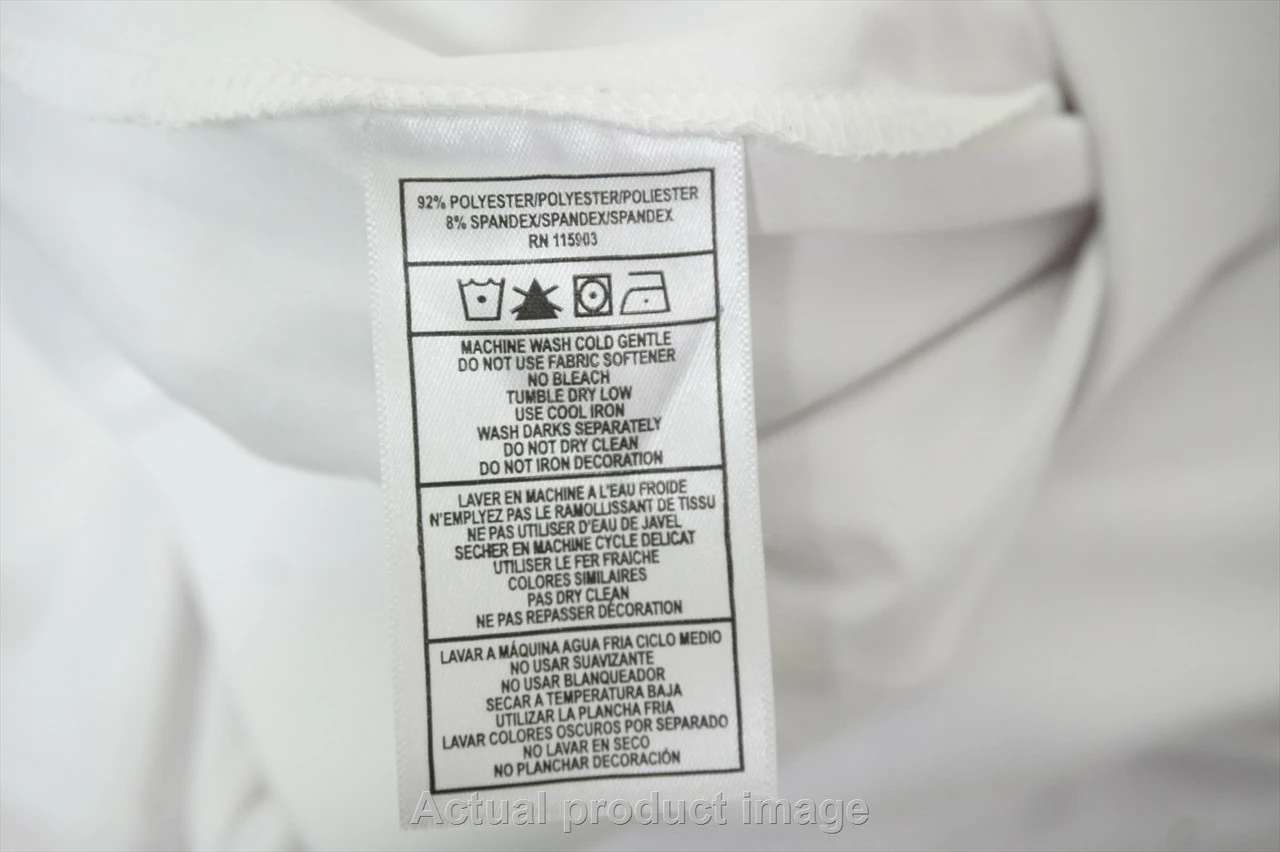 92% POLYESTER/POLYESTER/POLIESTER
8% SPANDEX/SPANDEX/SPANDEX
RN 115903
MACHINE WASH COLD GENTLE
DO NOT USE FABRIC SOFTENER
NO BLEACH
TUMBLE DRY LOW
USE COOL IRON
WASH DARKS SEPARATELY
DO NOT DRY CLEAN
DO NOT IRON DECORATION
LAVER EN MACHINE A L'EAU FROIDE
N'EMPLYEZ PAS LE RAMOLLISSANT DE TISSU
NE PAS UTILISER D'EAU DE JAVEL
SECHER EN MACHINE CYCLE DELICAT
UTILISER LE FER FRAICHE
COLORES SIMILAIRES
PAS DRY CLEAN
NE PAS REPASSER DÉCORATION
LAVAR A MÁQUINA AGUA FRIA CICLO MEDIO
NO USAR SUAVIZANTE
NO USAR BLANQUEADOR
SECAR A TEMPERATURA BAJA
UTILIZAR LA PLANCHA FRIA
LAVAR COLORES OSCUROS POR SEPARADO
NO LAVAR EN SECO
NO PLANCHAR DECORACIÓN
Actual product image